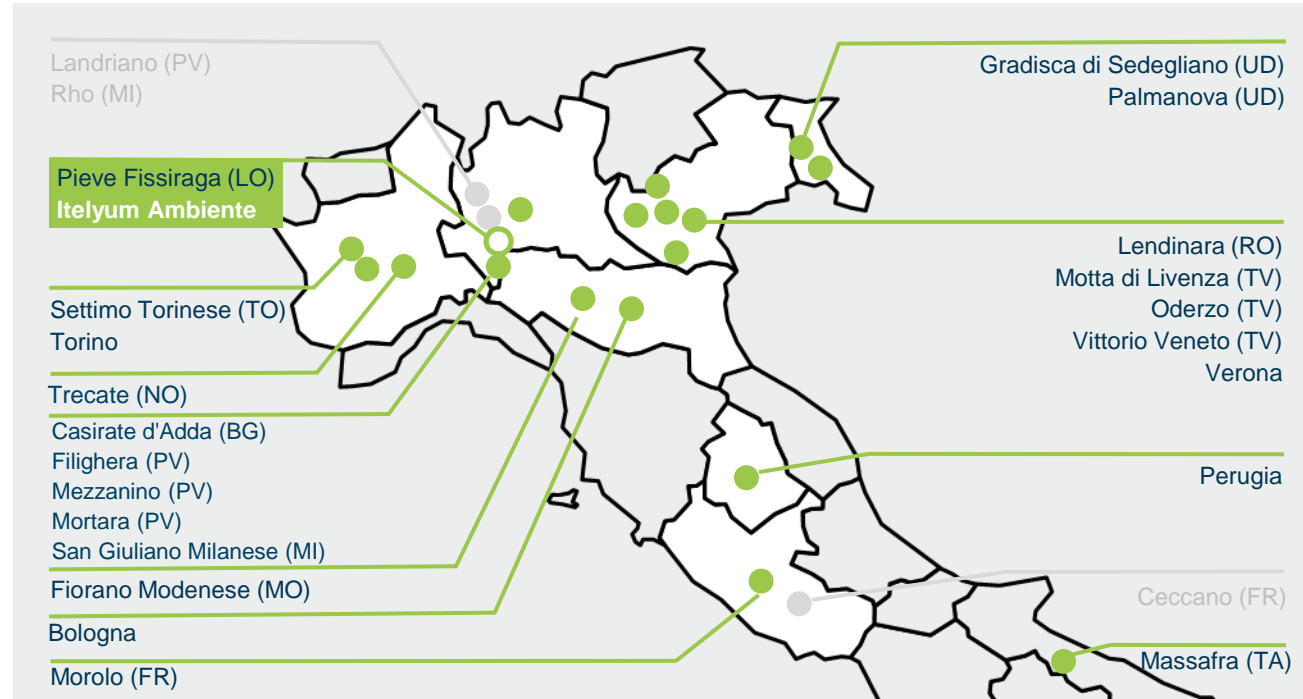 Landriano (PV)
Rho (MI)
Pieve Fissiraga (LO)
Itelyum Ambiente
Settimo Torinese (TO)
Torino
Trecate (NO)
Casirate d'Adda (BG)
Filighera (PV)
Mezzanino (PV)
Mortara (PV)
San Giuliano Milanese (MI)
Fiorano Modenese (MO)
Bologna
Morolo (FR)
Gradisca di Sedegliano (UD)
Palmanova (UD)
Lendinara (RO)
Motta di Livenza (TV)
Oderzo (TV)
Vittorio Veneto (TV)
Verona
Perugia
Ceccano (FR)
Massafra (TA)